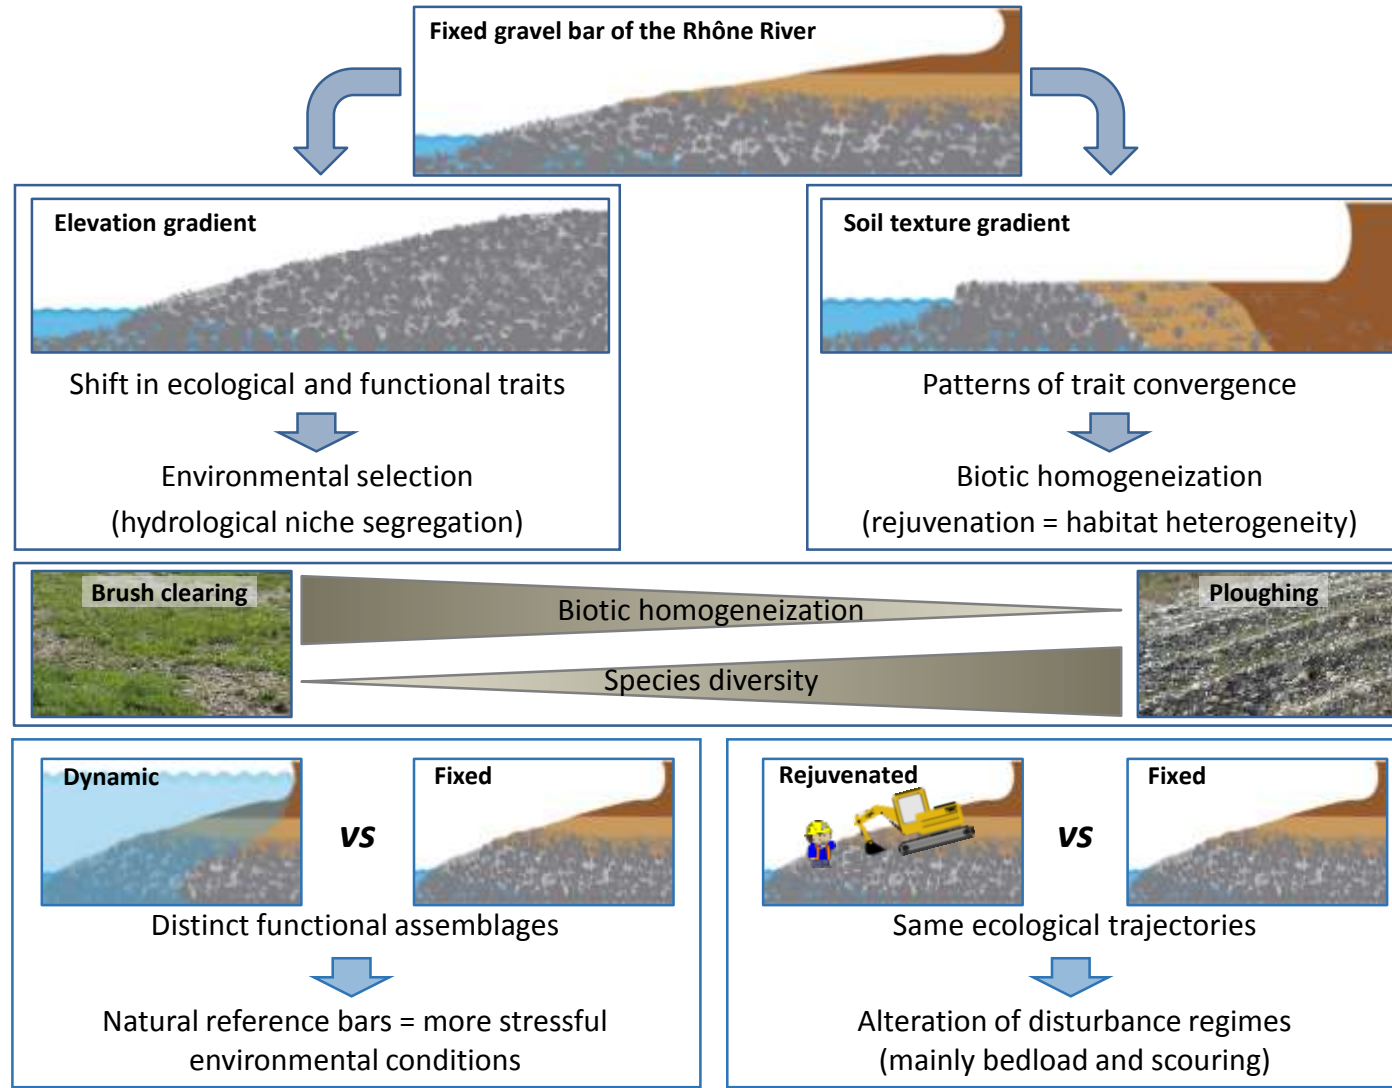 Fixed gravel bar of the Rhône River
Elevation gradient
Shift in ecological and functional traits
Environmental selection
(hydrological niche segregation)
Soil texture gradient
Patterns of trait convergence
Biotic homogeneization
(rejuvenation = habitat heterogeneity)
Brush clearing
Biotic homogeneization
Species diversity
Ploughing
Dynamic
vs
Fixed
Distinct functional assemblages
Natural reference bars = more stressful
environmental conditions
Rejuvenated
vs
Fixed
Same ecological trajectories
Alteration of disturbance regimes
(mainly bedload and scouring)